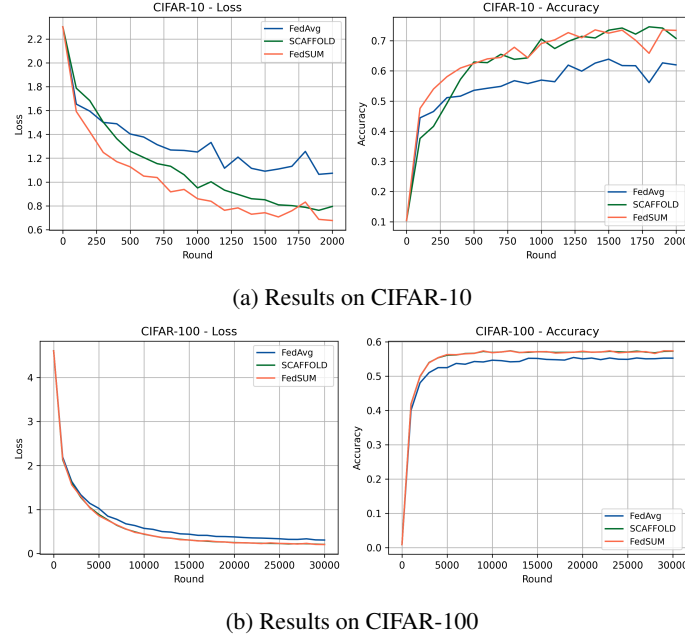 CIFAR-10 - Loss
Loss
2.2
2.0
1.8
1.6
1.4
1.2
1.0
0.8
0.6
0 250 500 750 1000 1250 1500 1750 2000
Round
FedAvg
SCAFFOLD
FedSUM
CIFAR-10 - Accuracy
Accuracy
0.7
0.6
0.5
0.4
0.3
0.2
0.1
0 250 500 750 1000 1250 1500 1750 2000
Round
FedAvg
SCAFFOLD
FedSUM
(a) Results on CIFAR-10
CIFAR-100 - Loss
Loss
4
3
2
1
0
0 5000 10000 15000 20000 25000 30000
Round
FedAvg
SCAFFOLD
FedSUM
CIFAR-100 - Accuracy
Accuracy
0.6
0.5
0.4
0.3
0.2
0.1
0.0
0 5000 10000 15000 20000 25000 30000
Round
FedAvg
SCAFFOLD
FedSUM
(b) Results on CIFAR-100